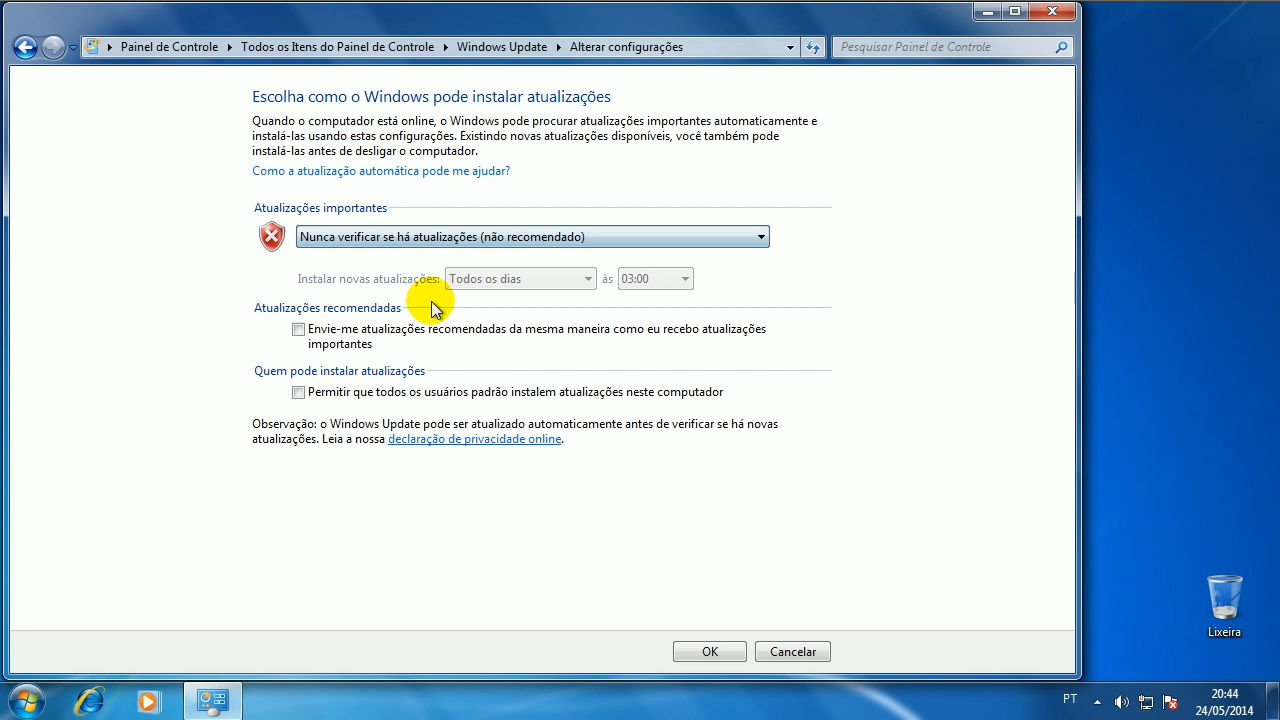 Painel de Controle
Todos os Itens do Painel de Controle
Windows Update
Alterar configurações
Pesquisar Painel de Controle
Escolha como o Windows pode instalar atualizações
Quando o computador está online, o Windows pode procurar atualizações importantes automaticamente e
instalá-las usando estas configurações. Existindo novas atualizações disponíveis, você também pode
instalá-las antes de desligar o computador.
Como a atualização automática pode me ajudar?
Atualizações importantes
Nunca verificar se há atualizações (não recomendado)
Instalar novas atualizações: Todos os dias às 03:00
Atualizações recomendadas
Envie-me atualizações recomendadas da mesma maneira como eu recebo atualizações
importantes
Quem pode instalar atualizações
Permitir que todos os usuários padrão instalem atualizações neste computador
Observação: o Windows Update pode ser atualizado automaticamente antes de verificar se há novas
atualizações. Leia a nossa declaração de privacidade online.
OK
Cancelar
Lixeira
PT
20:44
24/05/2014